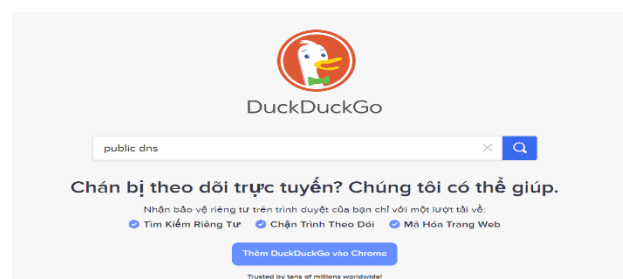 DuckDuckGo
public dns
Chán bị theo dõi trực tuyến? Chúng tôi có thể giúp.
Nhận bảo vệ riêng tư trên trình duyệt của bạn chỉ với một lượt tải về:
Tìm Kiếm Riêng Tư Chặn Trình Theo Dõi Mã Hóa Trang Web
Thêm DuckDuckGo vào Chrome
Trusted by tens of millions worldwide!